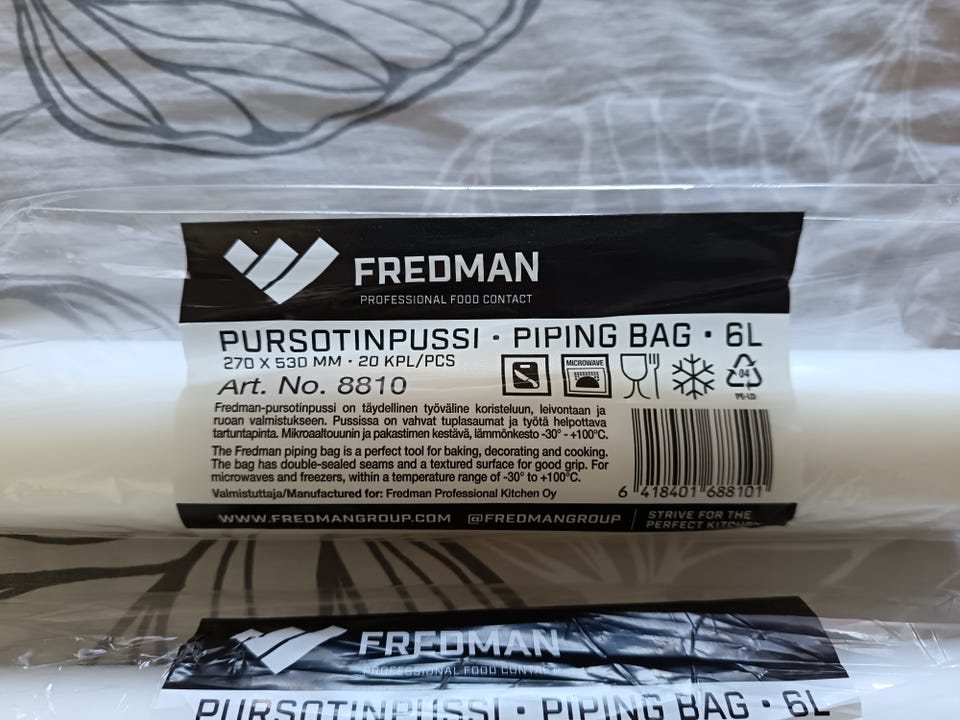 FREDMAN
PROFESSIONAL FOOD CONTACT
PURSOTINPUSSI · PIPING BAG · 6L
270 X 530 MM · 20 KPL/PCS
Art. No. 8810
MICROWAVE
04
PE-LD
Fredman-pursotinpussi on täydellinen työväline koristeluun, leivontaan ja
ruoan valmistukseen. Pussissa on vahvat tuplasaumat ja työtä helpottava
tartuntapinta. Mikroaaltouunin ja pakastimen kestävä, lämmönkesto -30° - +100°C.
The Fredman piping bag is a perfect tool for baking, decorating and cooking.
The bag has double-sealed seams and a textured surface for good grip. For
microwaves and freezers, within a temperature range of -30° to +100°C.
Valmistuttaja/Manufactured for: Fredman Professional Kitchen Oy
6 418401 688101
WWW.FREDMANGROUP.COM @FREDMANGROUP
STRIVE FOR THE
PERFECT KITCHEN
FREDMAN
PROFESSIONAL FOOD CONTACT
PURSOTINPUSSI · PIPING BAG · 6L